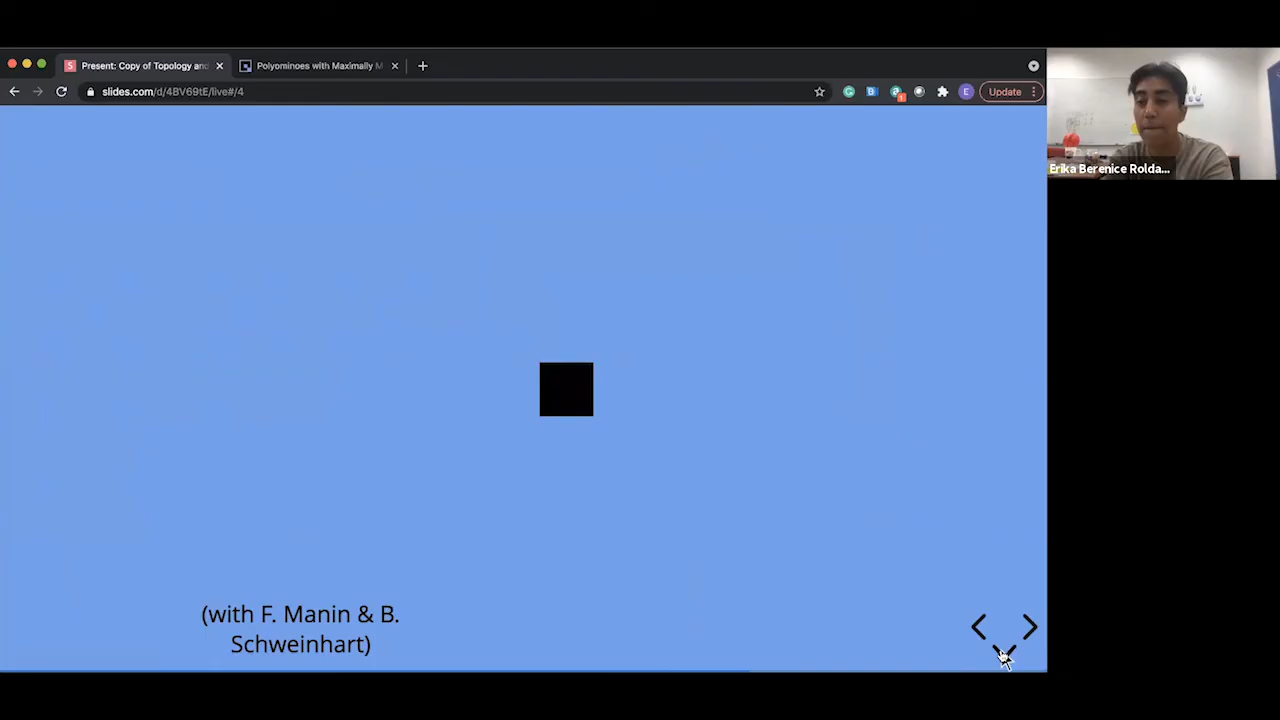 Present: Copy of Topology and
Polyominoes with Maximally M
slides.com/d/4BV69tE/live#/4
E
Update
Erika Berenice Rolda...
(with F. Manin & B.
Schweinhart)